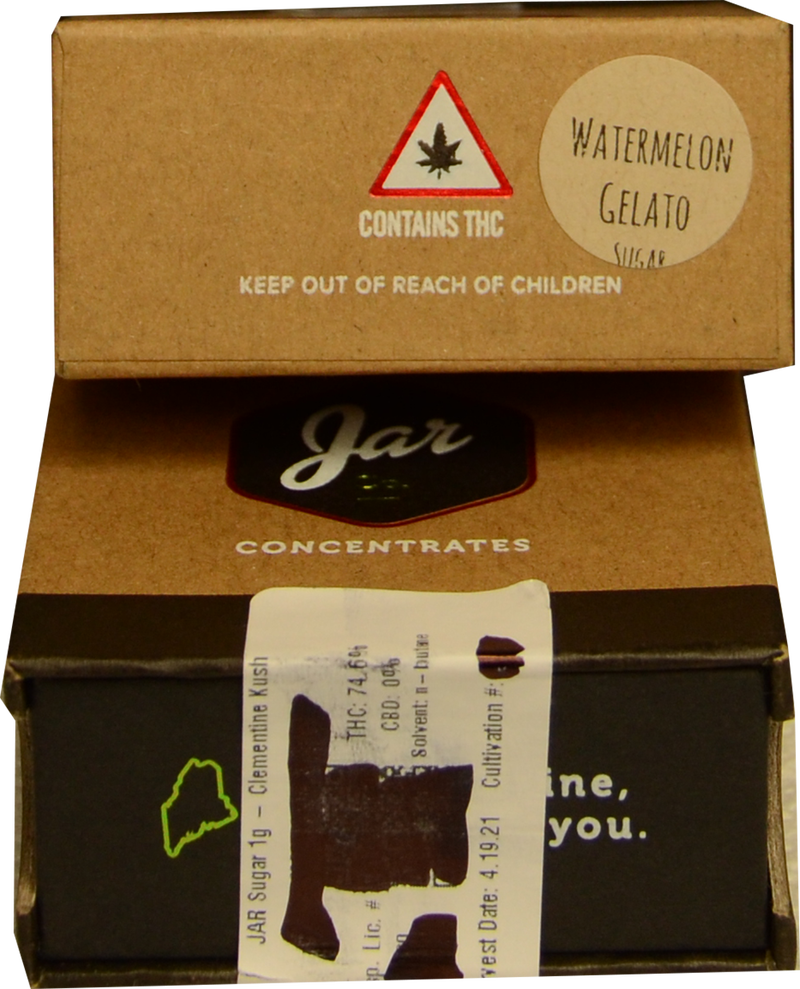 WATERMELON
GELATO
SUGAR
CONTAINS THC
KEEP OUT OF REACH OF CHILDREN
Jar
CONCENTRATES
JAR Sugar 1g – Clementine Kush
THC: 74.6%
CBD: 0%
Solvent: n-butane
Lic. #
vest Date: 4.19.21 Cultivation #:
ine,
you.